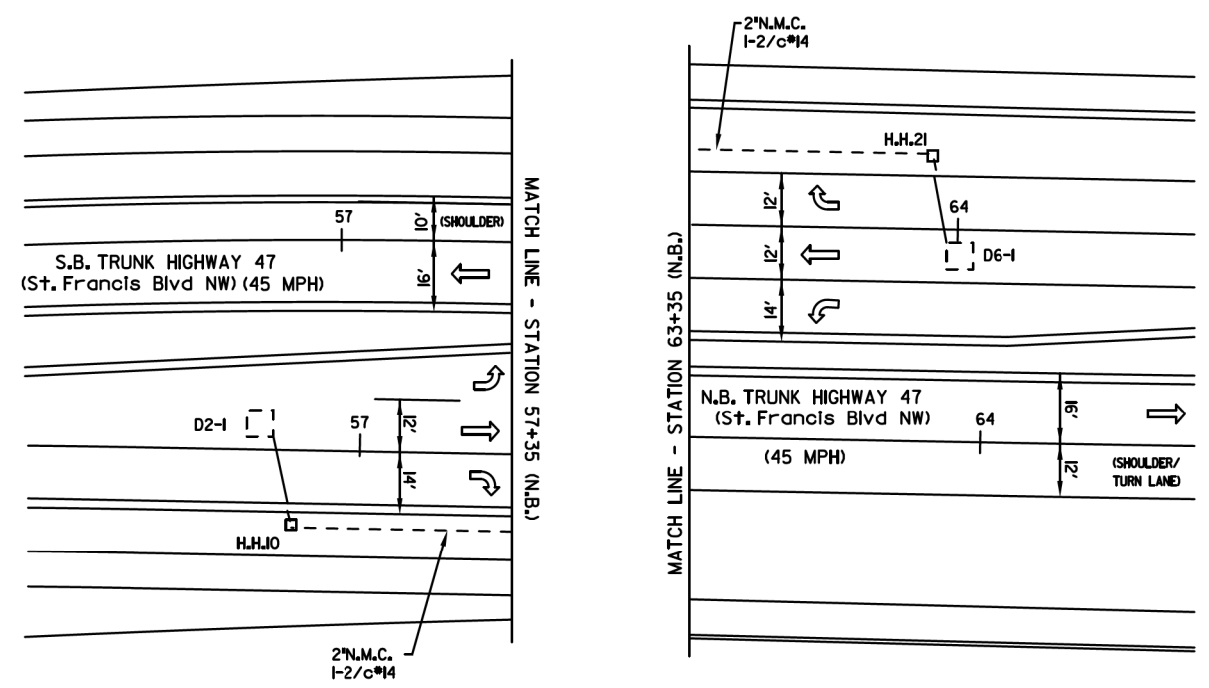 57
10'
(SHOULDER)
S.B. TRUNK HIGHWAY 47
(St. Francis Blvd NW) (45 MPH)
16'
D2-1
57
12'
14'
H.H.10
2"N.M.C.
1-2/c#14
MATCH LINE - STATION 57+35 (N.B.)
2"N.M.C.
1-2/c#14
H.H.21
12'
64
12'
D6-1
14'
MATCH LINE - STATION 63+35 (N.B.)
N.B. TRUNK HIGHWAY 47
(St. Francis Blvd NW)
64
16'
(45 MPH)
12'
(SHOULDER/
TURN LANE)